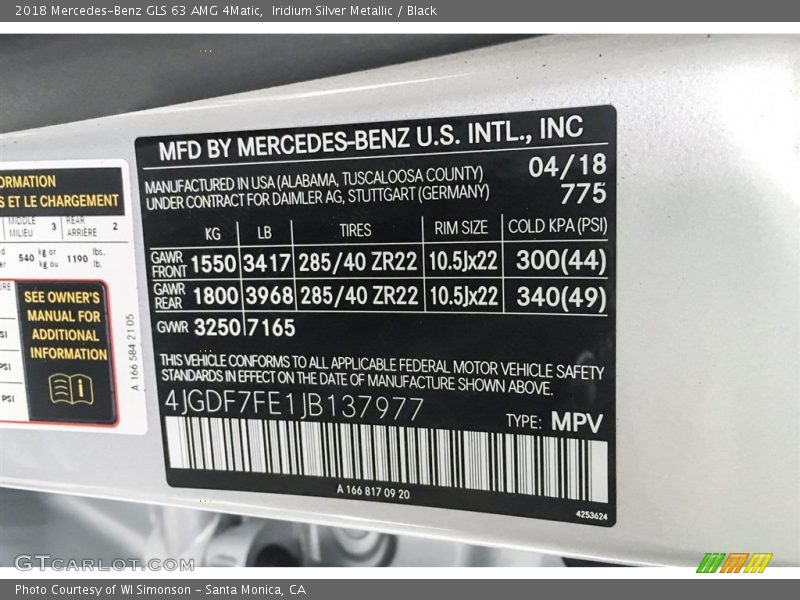 2018 Mercedes-Benz GLS 63 AMG 4Matic,  Iridium Silver Metallic / Black
ORMATION
S ET LE CHARGEMENT
MIDDLE MILIEU 3 REAR ARRIÈRE 2
540 kg or kg ou 1190 lbs. lb.
SEE OWNER'S
MANUAL FOR
ADDITIONAL
INFORMATION
PSI
A 166 584 21 05
MFD BY MERCEDES-BENZ U.S. INTL., INC
MANUFACTURED IN USA (ALABAMA, TUSCALOOSA COUNTY) 04/18
UNDER CONTRACT FOR DAIMLER AG, STUTTGART (GERMANY) 775
KG LB TIRES RIM SIZE COLD KPA (PSI)
GAWR FRONT 1550 3417 285/40 ZR22 10.5Jx22 300(44)
GAWR REAR 1800 3968 285/40 ZR22 10.5Jx22 340(49)
GVWR 3250 7165
THIS VEHICLE CONFORMS TO ALL APPLICABLE FEDERAL MOTOR VEHICLE SAFETY
STANDARDS IN EFFECT ON THE DATE OF MANUFACTURE SHOWN ABOVE.
4JGDF7FE1JB137977
TYPE: MPV
A 166 817 09 20
4253624
GTCARLOT.COM
Photo Courtesy of WI Simonson - Santa Monica, CA